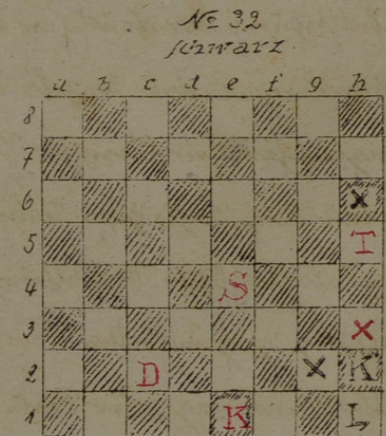 No 32
schwarz
a b c d e f g h
8
7
6 x
5 T
4 S
3 x
2 D x K
1 K L